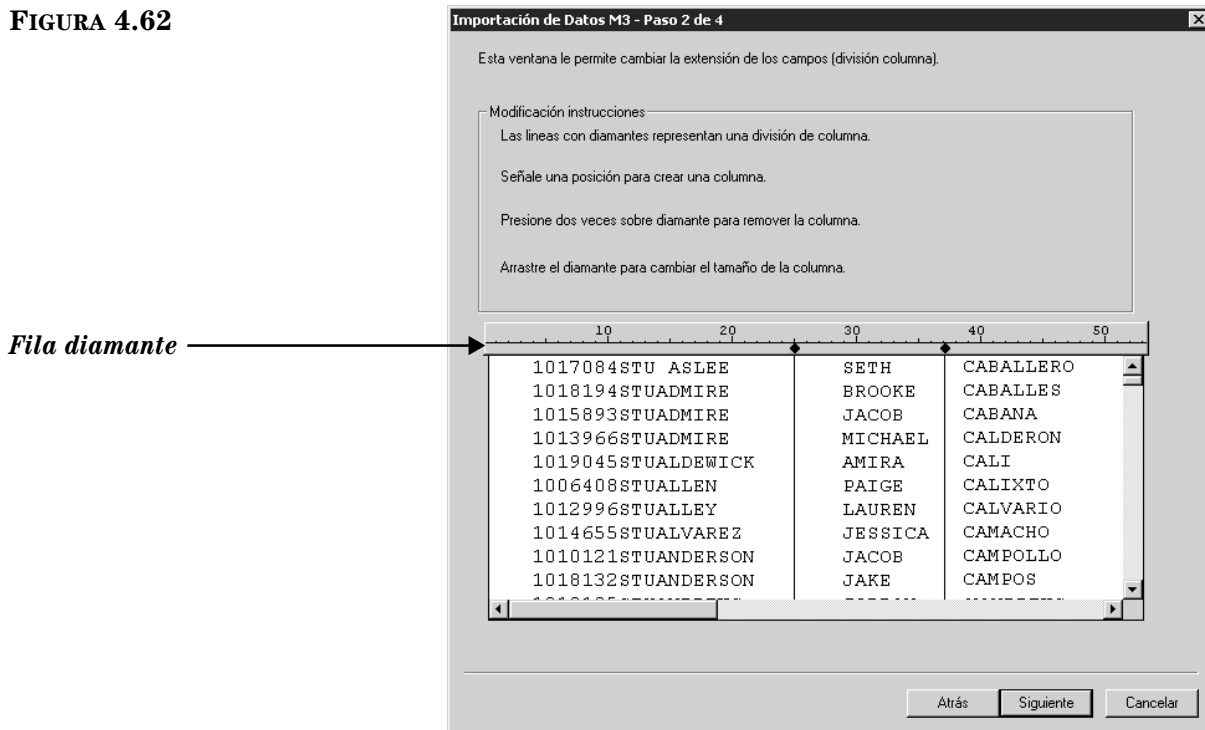 FIGURA 4.62
Importación de Datos M3 - Paso 2 de 4
Esta ventana le permite cambiar la extensión de los campos (división columna).
Modificación instrucciones
Las lineas con diamantes representan una división de columna.
Señale una posición para crear una columna.
Presione dos veces sobre diamante para remover la columna.
Arrastre el diamante para cambiar el tamaño de la columna.
10 20 30 40 50
Fila diamante
1017084STU ASLEE SETH CABALLERO
1018194STUADMIRE BROOKE CABALLES
1015893STUADMIRE JACOB CABANA
1013966STUADMIRE MICHAEL CALDERON
1019045STUALDEWICK AMIRA CALI
1006408STUALLEN PAIGE CALIXTO
1012996STUALLEY LAUREN CALVARIO
1014655STUALVAREZ JESSICA CAMACHO
1010121STUANDERSON JACOB CAMPOLLO
1018132STUANDERSON JAKE CAMPOS
Atrás Siguiente Cancelar